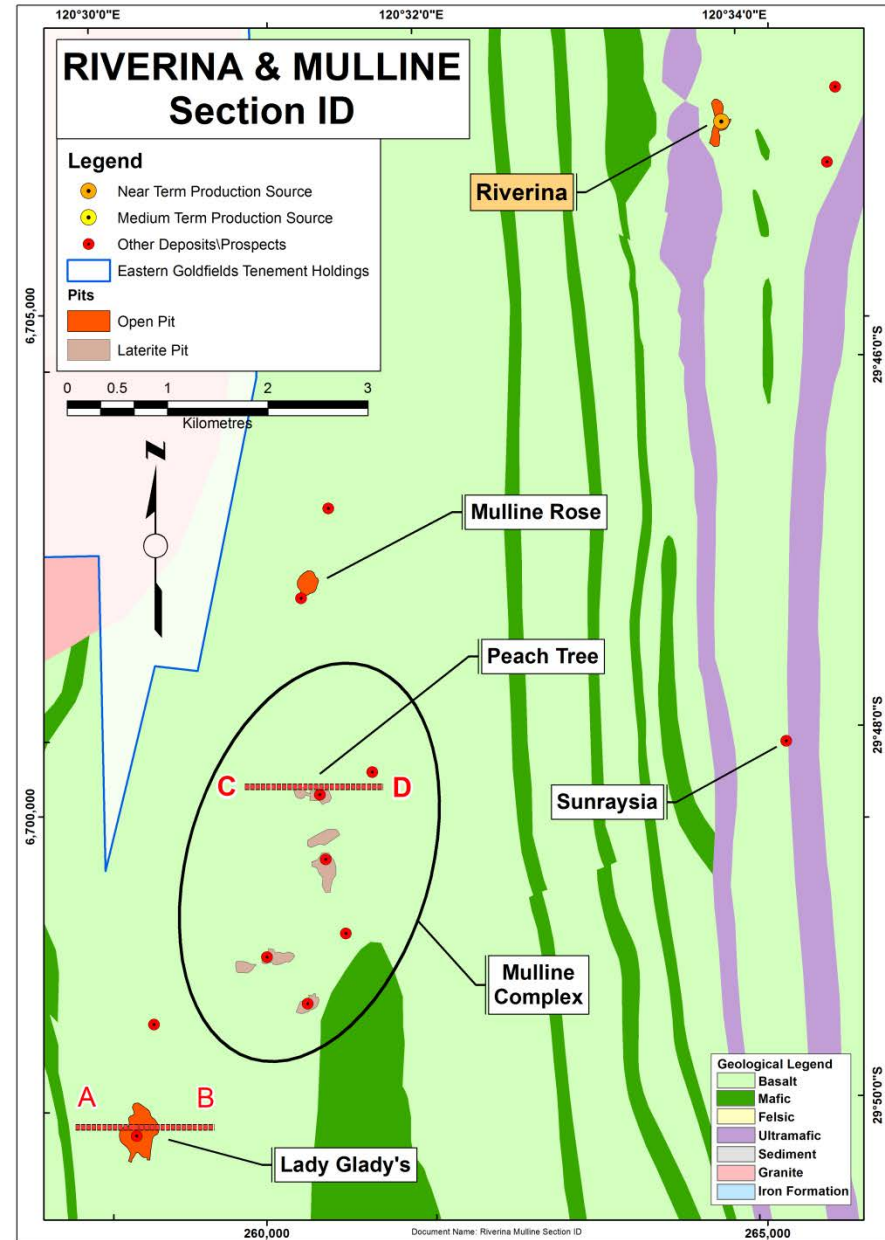 120°30'0"E
120°32'0"E
120°34'0"E
RIVERINA & MULLINE
Section ID
Legend
Near Term Production Source
Medium Term Production Source
Other Deposits\Prospects
Eastern Goldfields Tenement Holdings
Pits
Open Pit
Laterite Pit
0 0.5 1 2 3
Kilometres
N
Riverina
6,705,000
29°46'0"S
Mulline Rose
Peach Tree
29°48'0"S
C
D
Sunraysia
6,700,000
Mulline
Complex
A
B
Lady Glady's
29°50'0"S
Geological Legend
Basalt
Mafic
Felsic
Ultramafic
Sediment
Granite
Iron Formation
260,000
Document Name: Riverina Mulline Section ID
265,000